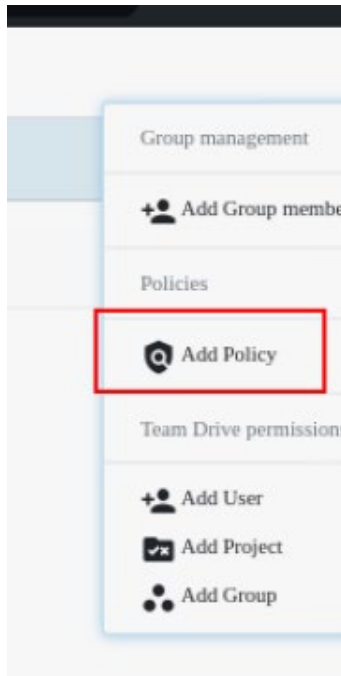 Group management
Add Group membe
Policies
Add Policy
Team Drive permission
Add User
Add Project
Add Group